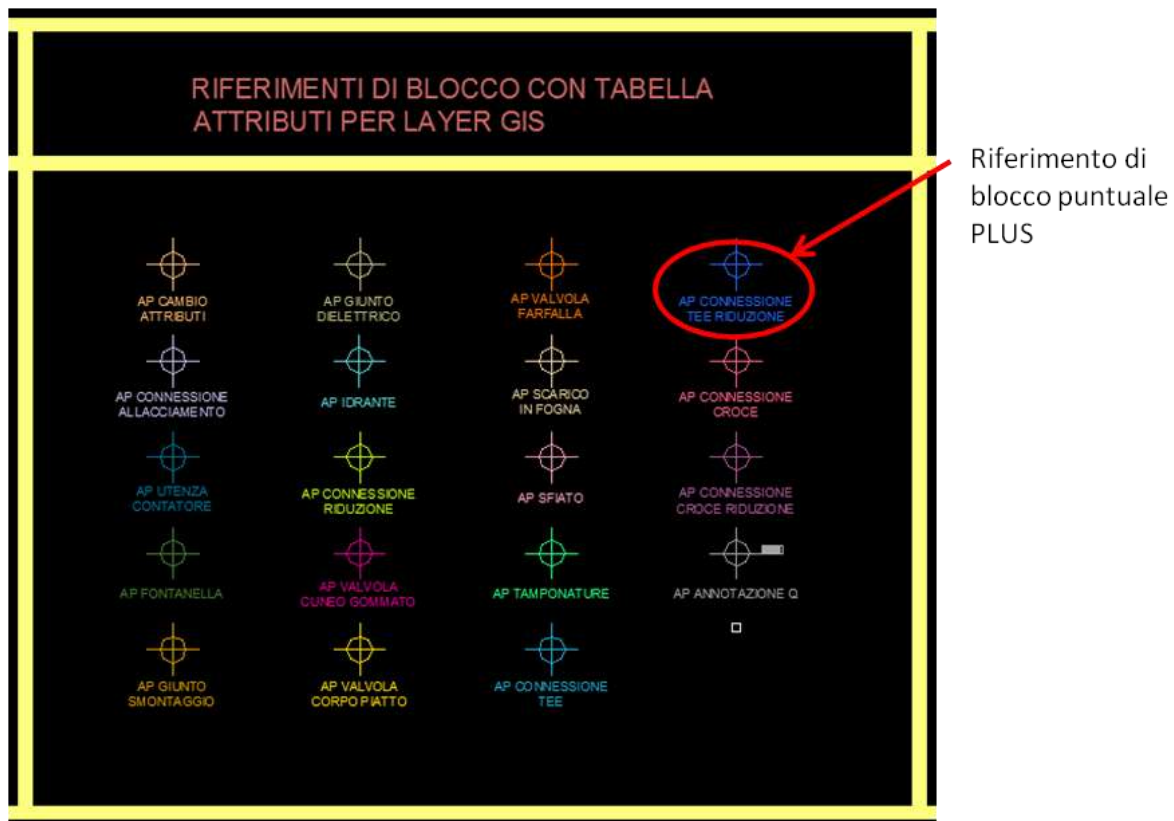 RIFERIMENTI DI BLOCCO CON TABELLA
ATTRIBUTI PER LAYER GIS
Riferimento di
blocco puntuale
PLUS
AP CAMBIO
ATTRIBUTI
AP GIUNTO
DIELETTRICO
AP VALVOLA
FARFALLA
AP CONNESSIONE
TEE RIDUZIONE
AP CONNESSIONE
ALLACCIAMENTO
AP IDRANTE
AP SCARICO
IN FOGNA
AP CONNESSIONE
CROCE
AP UTENZA
CONTATORE
AP CONNESSIONE
RIDUZIONE
AP SFIATO
AP CONNESSIONE
CROCE RIDUZIONE
AP FONTANELLA
AP VALVOLA
CUNEO GOMMATO
AP TAMPONATURE
AP ANNOTAZIONE Q
AP GIUNTO
SMONTAGGIO
AP VALVOLA
CORPO PIATTO
AP CONNESSIONE
TEE